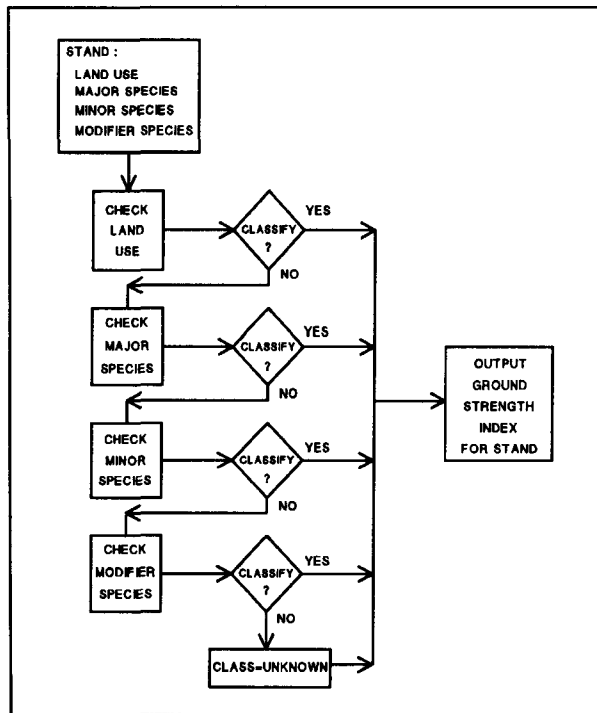 STAND :
LAND USE
MAJOR SPECIES
MINOR SPECIES
MODIFIER SPECIES
CHECK
LAND
USE
CLASSIFY
?
YES
NO
CHECK
MAJOR
SPECIES
CLASSIFY
?
YES
NO
CHECK
MINOR
SPECIES
CLASSIFY
?
YES
NO
CHECK
MODIFIER
SPECIES
CLASSIFY
?
YES
NO
CLASS=UNKNOWN
OUTPUT
GROUND
STRENGTH
INDEX
FOR STAND